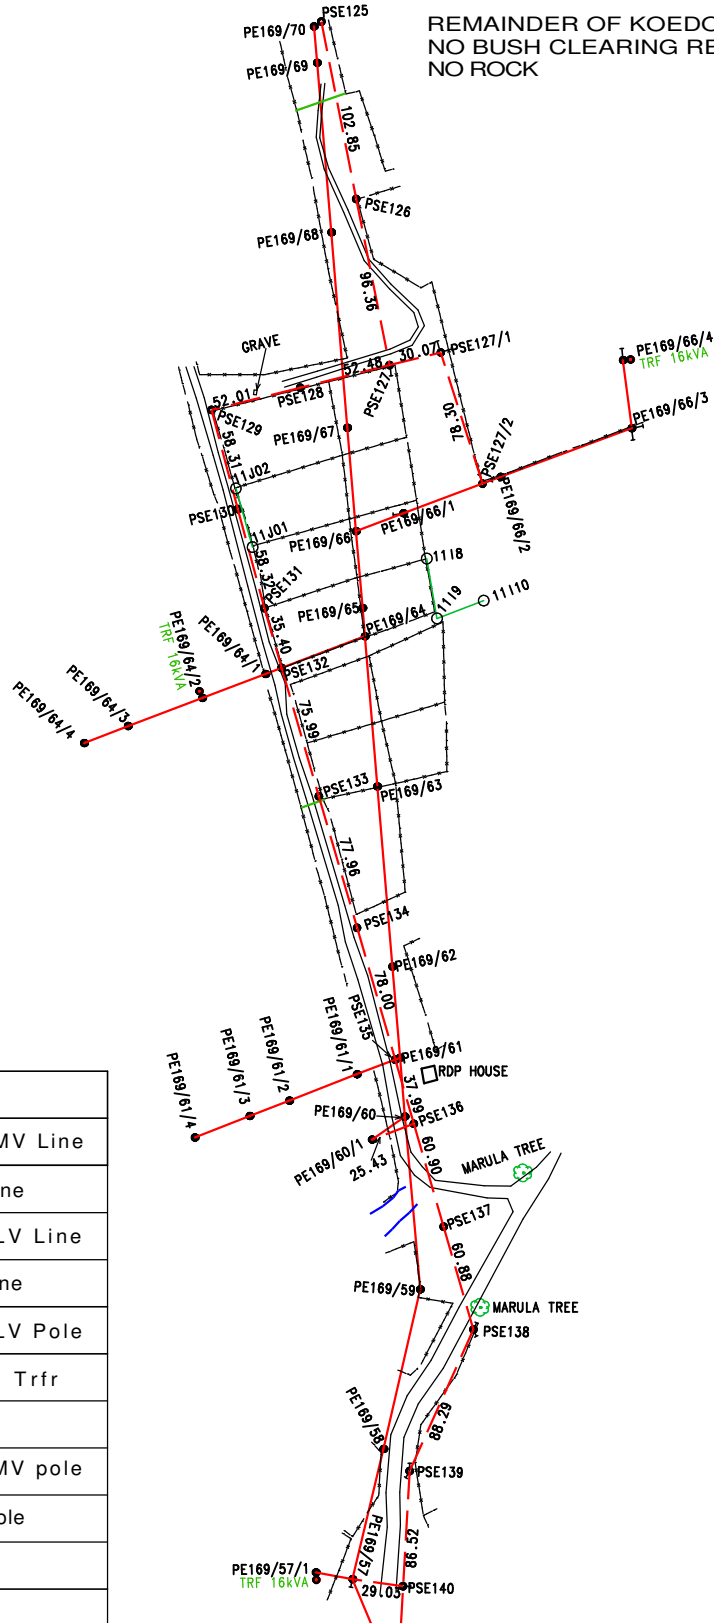 PSE125
REMAINDER OF KOEDO
PE169/70
NO BUSH CLEARING RE
PE169/69
NO ROCK
102.85
PSE126
PE169/68
96.36
GRAVE
PSE127/1
30.07
52.48
PSE127
PE169/66/4
TRF 16kVA
PSE128
52.01
PSE129
78.30
PE169/66/3
PE169/67
58.31
PSE127/2
11J02
PE169/66/2
PSE130
PE169/66/1
11J01
PE169/66
58.32
11I8
PSE131
11I10
PE169/65
11I9
35.40
PE169/64
PE169/64/2
TRF 16kVA
PE169/64/1
PSE132
PE169/64/3
PE169/64/4
75.99
PSE133
PE169/63
77.96
PSE134
PE169/62
78.00
PSE135
PE169/61
PE169/61/1
PE169/61/2
PE169/61/3
PE169/61/4
RDP HOUSE
37.99
PE169/60
PSE136
PE169/60/1
25.43
60.90
MARULA TREE
MV Line
ne
PSE137
LV Line
60.88
ne
PE169/59
MARULA TREE
LV Pole
PSE138
Trfr
88.29
PE169/58
MV pole
PSE139
ole
PE169/57
86.52
PE169/57/1
TRF 16kVA
29.03
PSE140